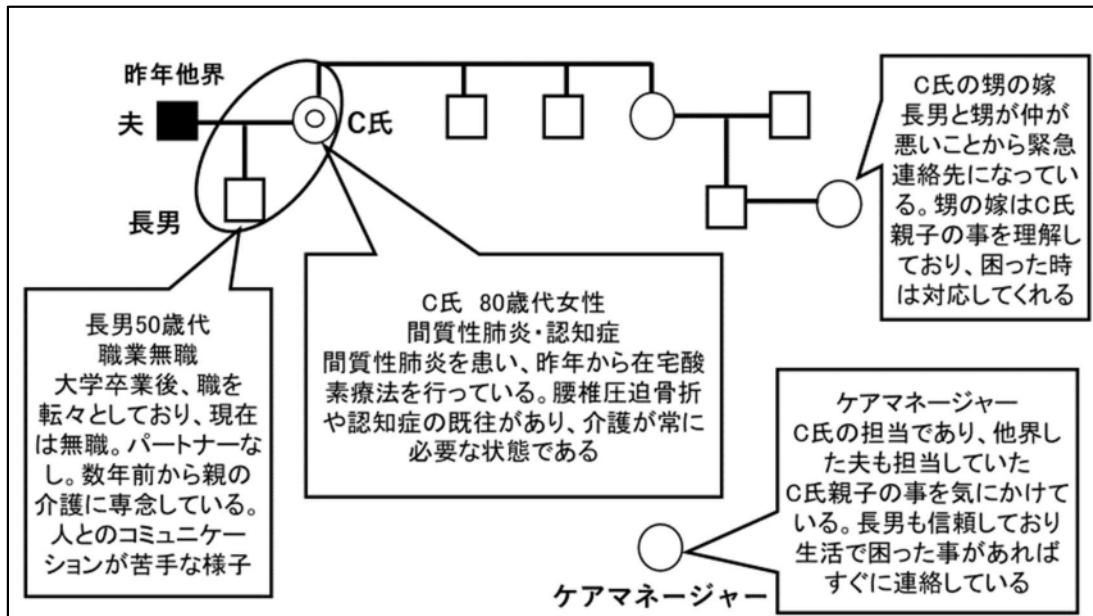 昨年他界
夫
C氏
長男
C氏の甥の嫁
長男と甥が仲が
悪いことから緊急
連絡先になってい
る。甥の嫁はC氏
親子の事を理解し
ており、困った時
は対応してくれる
長男50歳代
職業無職
大学卒業後、職を
転々としており、現在
は無職。パートナーな
し。数年前から親の
介護に専念している。
人とのコミュニケー
ションが苦手な様子
C氏 80歳代女性
間質性肺炎・認知症
間質性肺炎を患い、昨年から在宅酸
素療法を行っている。腰椎圧迫骨折
や認知症の既往があり、介護が常に
必要な状態である
ケアマネージャー
C氏の担当であり、他界し
た夫も担当していた
C氏親子の事を気にかけて
いる。長男も信頼しており
生活で困った事があれば
すぐに連絡している
ケアマネージャー